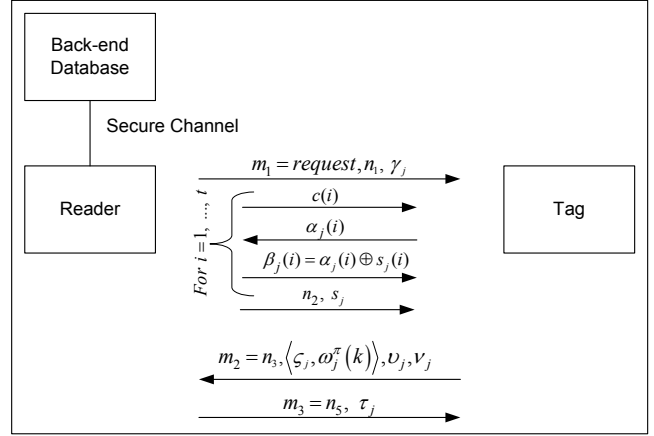 Back-end
Database
Secure Channel
Reader
Tag
m₁ = request, n₁, γⱼ
For i = 1, ..., t
c(i)
αⱼ(i)
βⱼ(i) = αⱼ(i) ⊕ sⱼ(i)
n₂, sⱼ
m₂ = n₃, ⟨ςⱼ, ωⱼ^π(k)⟩, υⱼ, νⱼ
m₃ = n₅, τⱼ